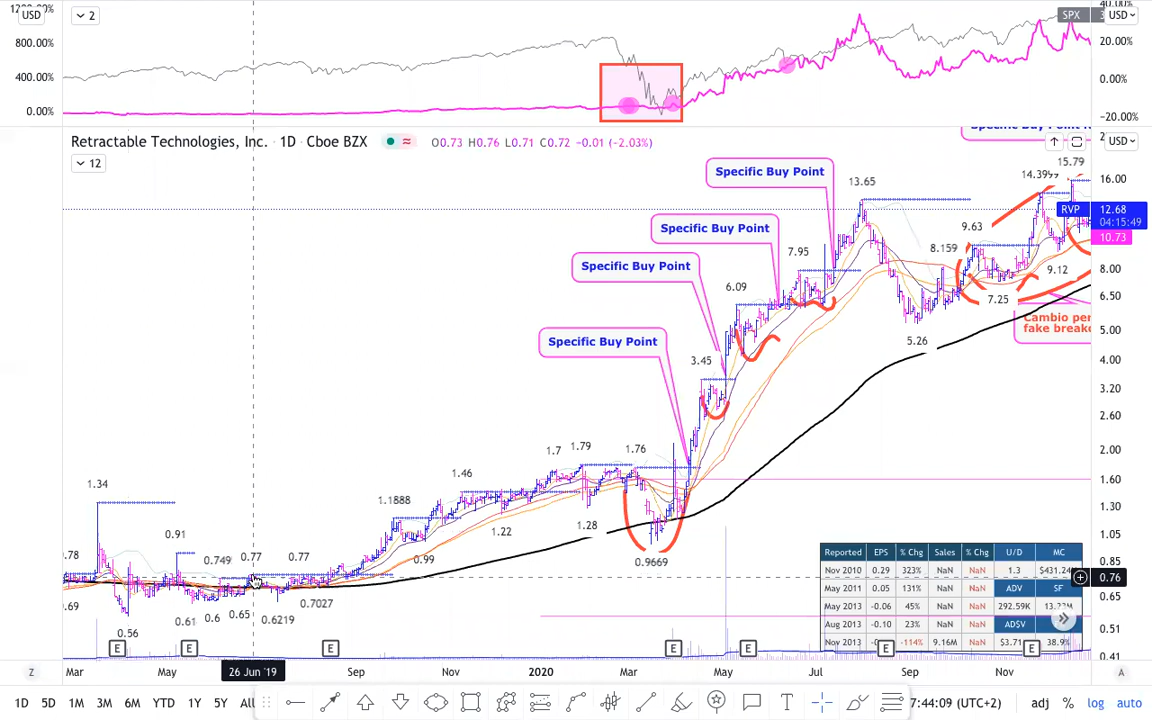 1200.00%
USD
2
40.00%
SPX
USD
800.00%
20.00%
400.00%
0.00%
0.00%
-20.00%
Retractable Technologies, Inc. · 1D · Cboe BZX
O0.73 H0.76 L0.71 C0.72 -0.01 (-2.03%)
USD
12
Specific Buy Point
15.79
14.3999
16.00
Specific Buy Point
13.65
RVP 12.68
04:15:49
10.73
Specific Buy Point
9.63
7.95
8.159
Specific Buy Point
8.00
9.12
6.09
7.25
6.50
Cambio per
fake break
5.00
Specific Buy Point
5.26
3.45
4.00
3.20
2.60
1.7
1.79
1.76
2.00
1.46
1.34
1.60
1.1888
1.22
1.28
1.30
0.91
0.99
0.9669
1.05
.78
0.749
0.77
0.77
0.85
0.76
.69
0.7027
0.65
0.61
0.6
0.65
0.6219
0.56
0.51
0.41
Reported EPS % Chg Sales % Chg U/D MC
Nov 2010 0.29 323% NaN NaN 1.3
May 2011 0.05 131% NaN NaN ADV SF
May 2013 -0.06 45% NaN NaN 292.59K
Aug 2013 -0.10 23% NaN NaN AD$V
Nov 2013 -114% 9.16M NaN $3.71 38.9%
E E E E E E E
Z Mar May 26 Jun '19 Sep Nov 2020 Mar May Jul Sep Nov A
1D 5D 1M 3M 6M YTD 1Y 5Y All
T
7:44:09 (UTC+2) adj % log auto